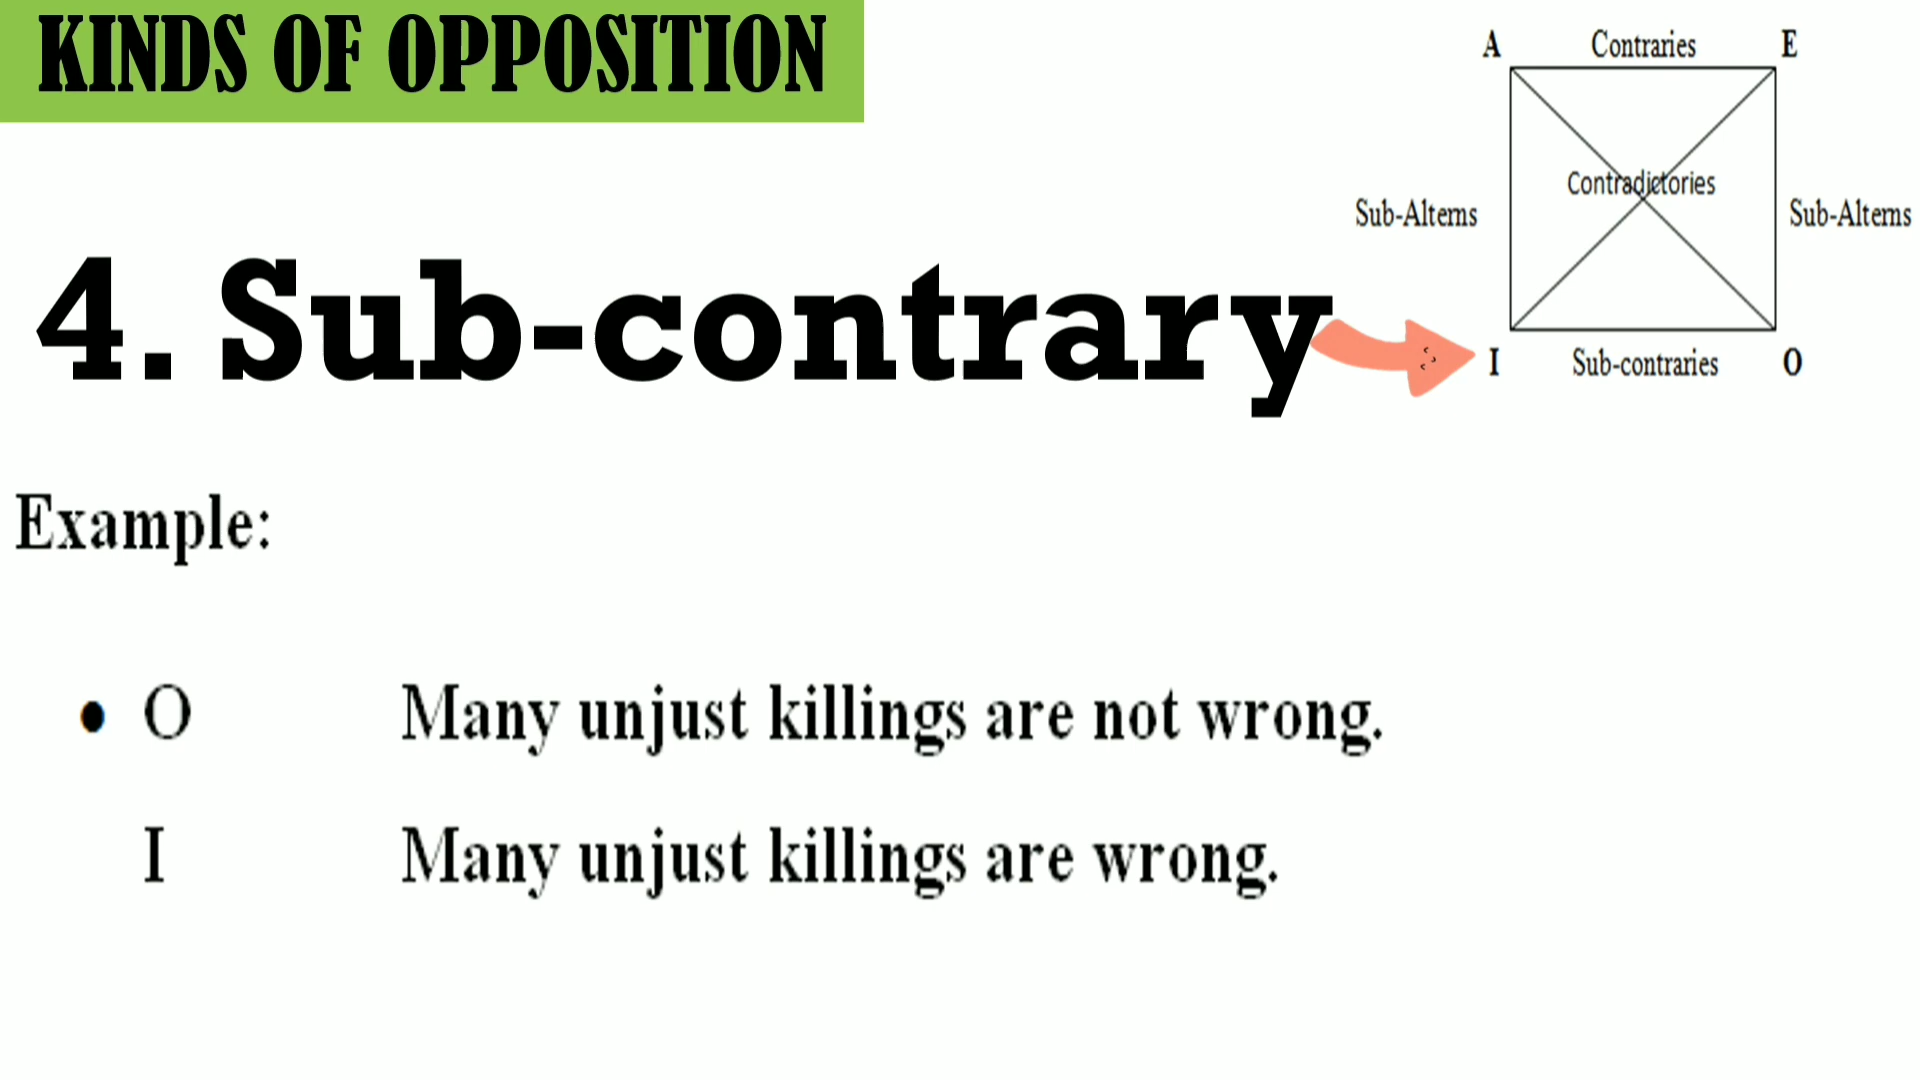 KINDS OF OPPOSITION
A Contraries E
Contradictories
Sub-Alterns Sub-Alterns
4. Sub-contrary
I Sub-contraries O
Example:
• O Many unjust killings are not wrong.
I Many unjust killings are wrong.